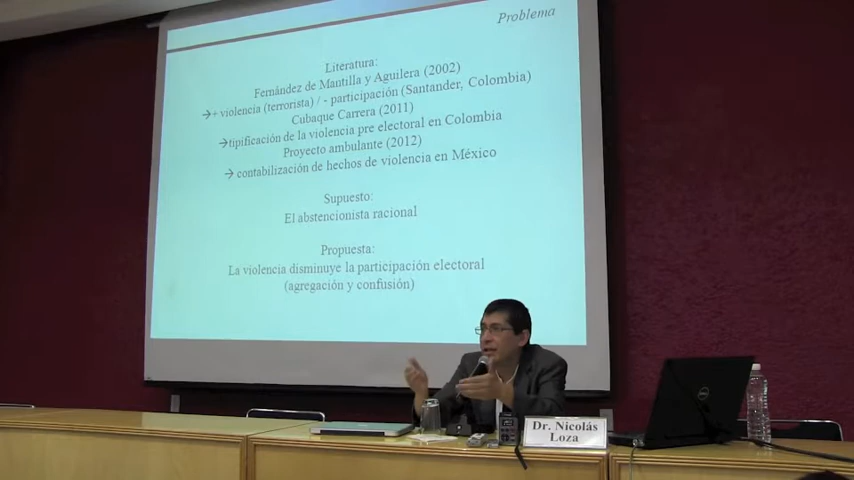 Problema
Literatura:
Fernández de Mantilla y Aguilera (2002)
→+ violencia (terrorista) / - participación (Santander, Colombia)
Cubaque Carrera (2011)
→tipificación de la violencia pre electoral en Colombia
Proyecto ambulante (2012)
→ contabilización de hechos de violencia en México
Supuesto:
El abstencionista racional
Propuesta:
La violencia disminuye la participación electoral
(agregación y confusión)
Dr. Nicolás
Loza